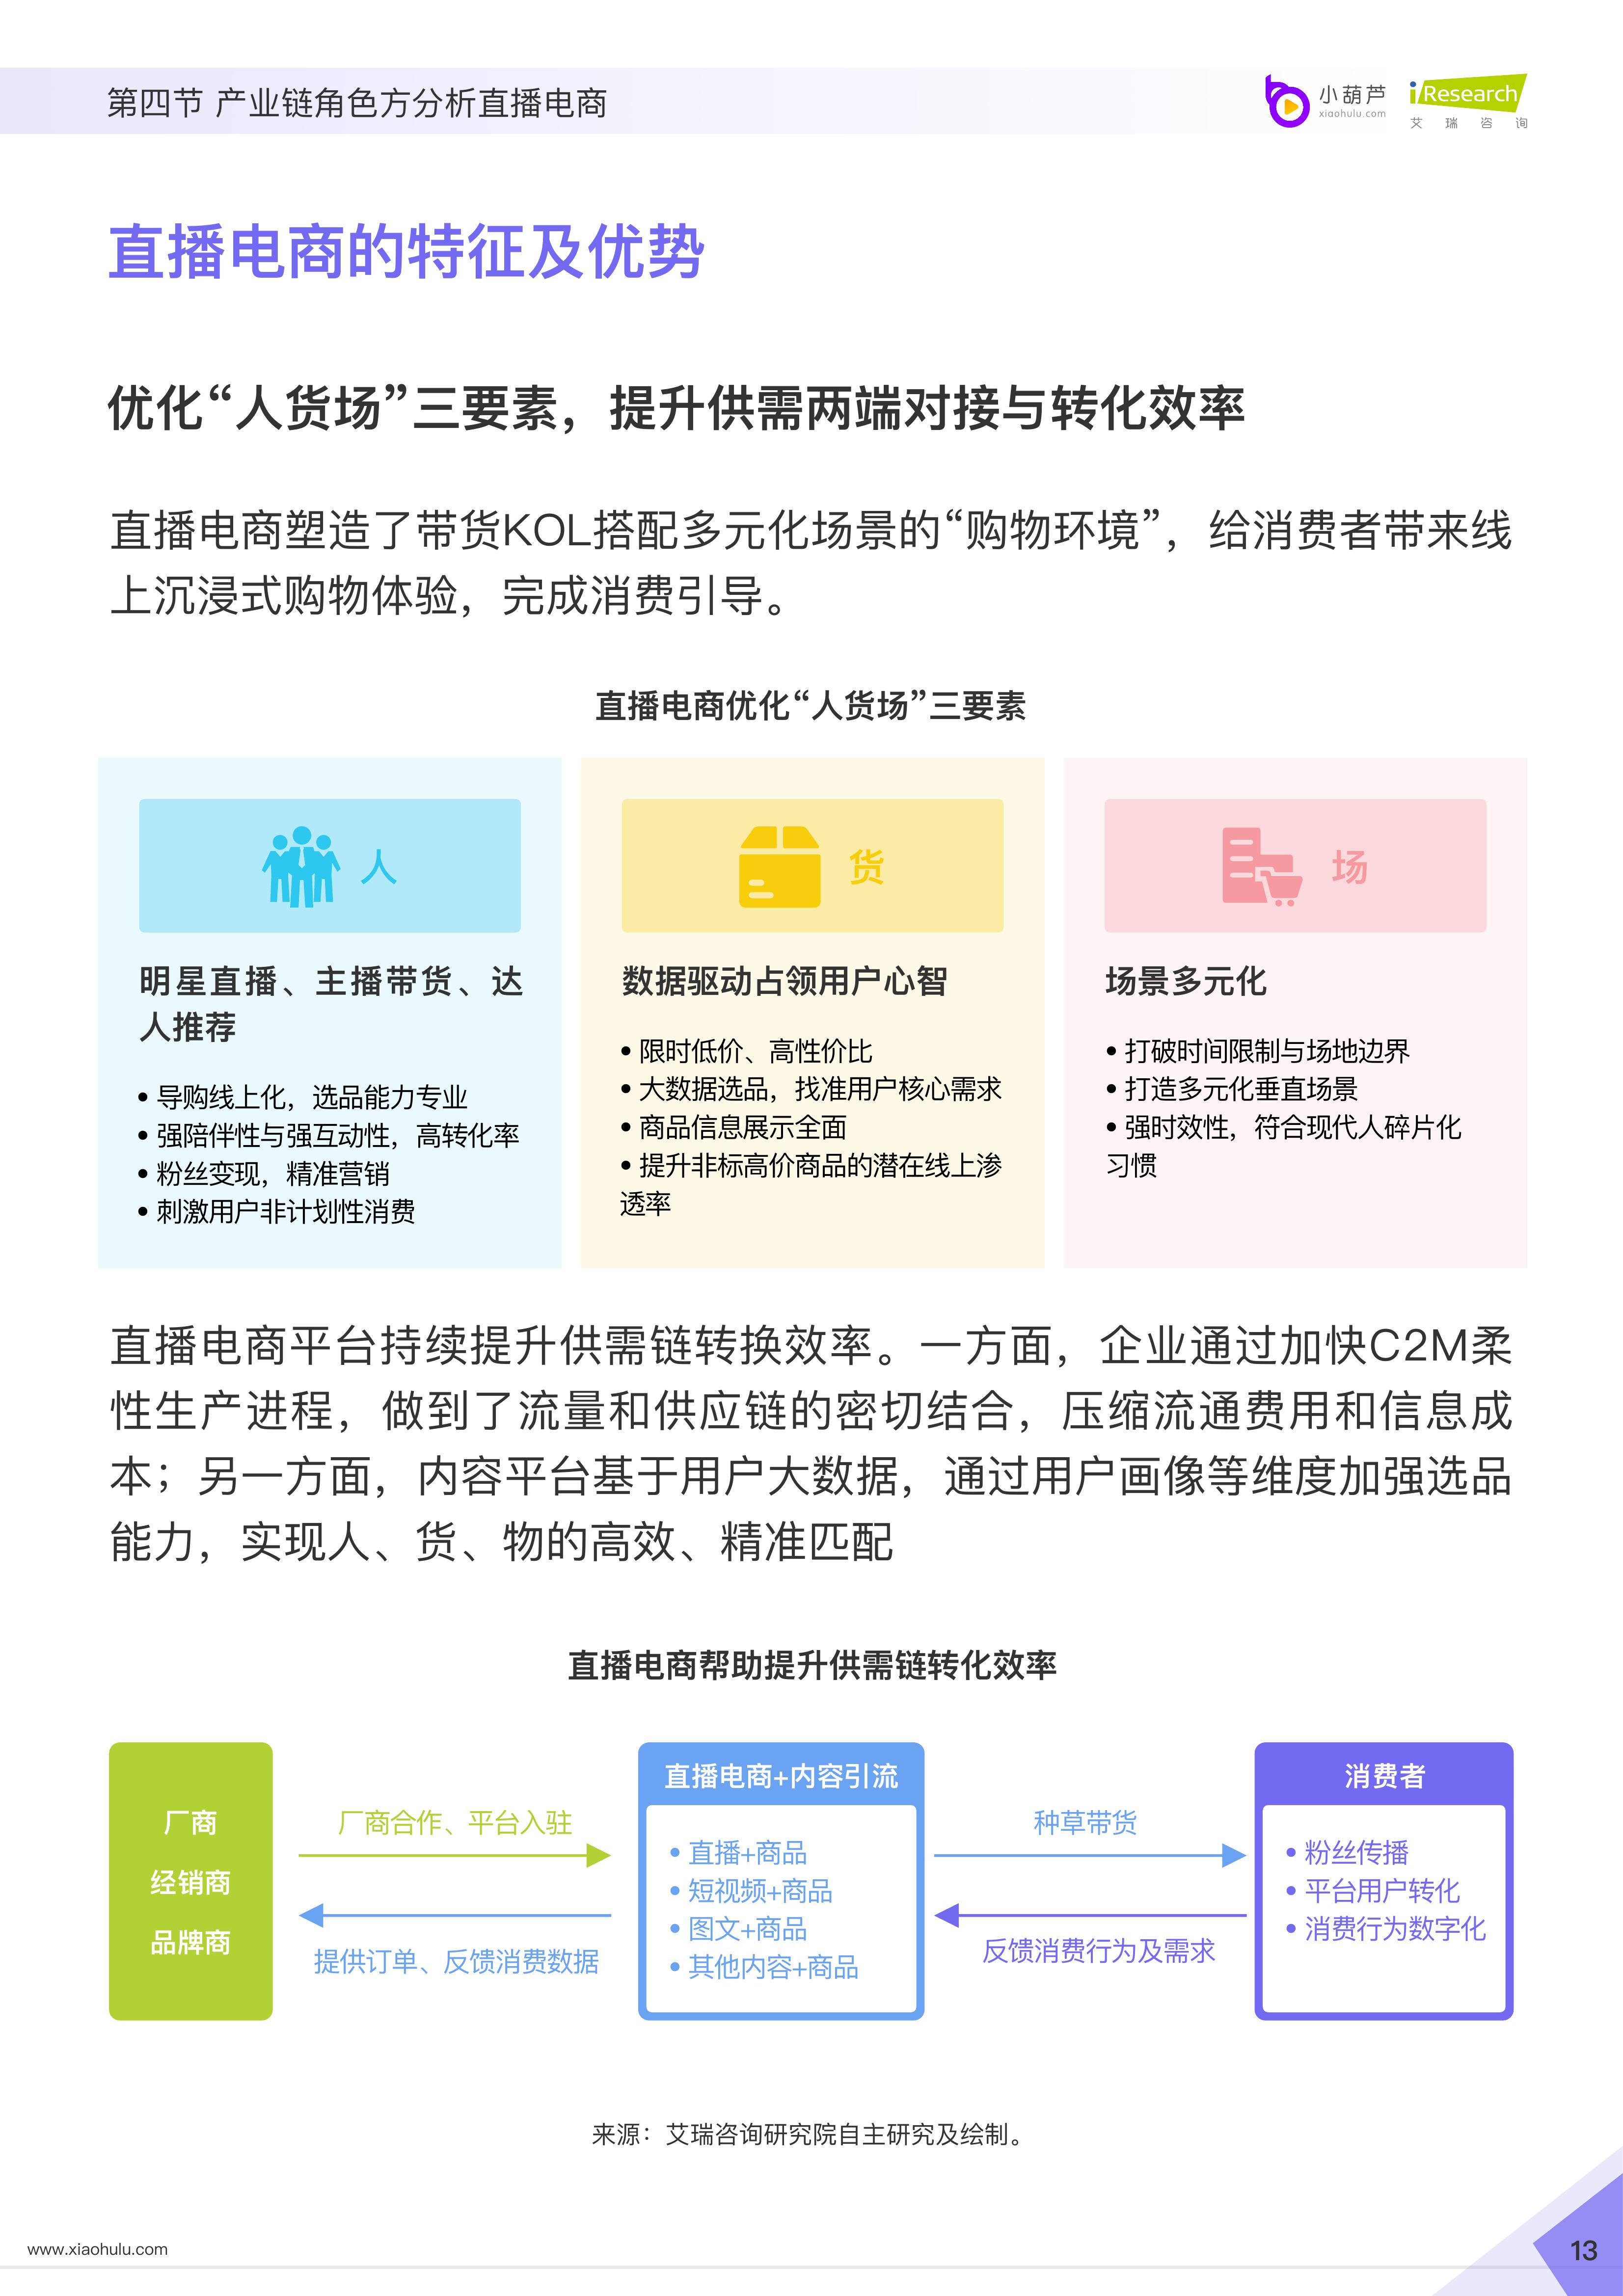 第四节 产业链角色方分析直播电商
小葫芦
xiaohulu.com
iResearch
艾瑞咨询
直播电商的特征及优势
优化“人货场”三要素，提升供需两端对接与转化效率
直播电商塑造了带货KOL搭配多元化场景的“购物环境”，给消费者带来线
上沉浸式购物体验，完成消费引导。
直播电商优化“人货场”三要素
人
明星直播、主播带货、达
人推荐
• 导购线上化，选品能力专业
• 强陪伴性与强互动性，高转化率
• 粉丝变现，精准营销
• 刺激用户非计划性消费
货
数据驱动占领用户心智
• 限时低价、高性价比
• 大数据选品，找准用户核心需求
• 商品信息展示全面
• 提升非标高价商品的潜在线上渗
透率
场
场景多元化
• 打破时间限制与场地边界
• 打造多元化垂直场景
• 强时效性，符合现代人碎片化
习惯
直播电商平台持续提升供需链转换效率。一方面，企业通过加快C2M柔
性生产进程，做到了流量和供应链的密切结合，压缩流通费用和信息成
本；另一方面，内容平台基于用户大数据，通过用户画像等维度加强选品
能力，实现人、货、物的高效、精准匹配
直播电商帮助提升供需链转化效率
厂商
经销商
品牌商
厂商合作、平台入驻
提供订单、反馈消费数据
直播电商+内容引流
• 直播+商品
• 短视频+商品
• 图文+商品
• 其他内容+商品
种草带货
反馈消费行为及需求
消费者
• 粉丝传播
• 平台用户转化
• 消费行为数字化
来源：艾瑞咨询研究院自主研究及绘制。
www.xiaohulu.com
13